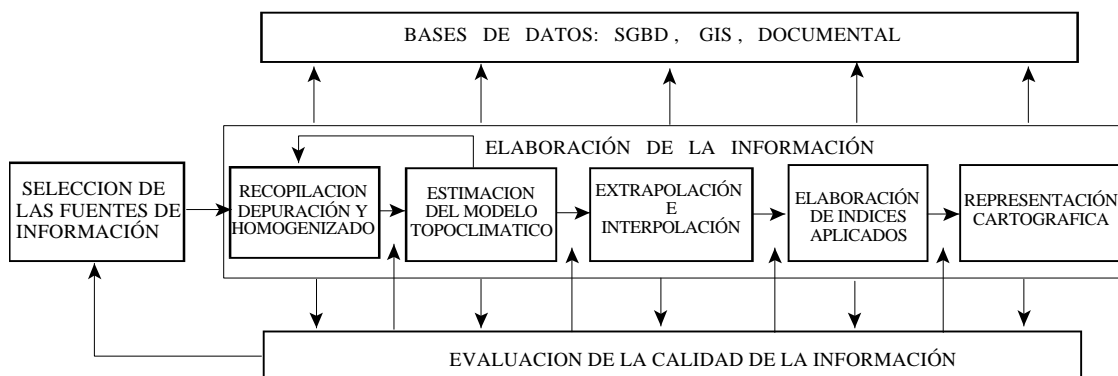 BASES DE DATOS: SGBD , GIS , DOCUMENTAL
ELABORACIÓN DE LA INFORMACIÓN
SELECCION DE
LAS FUENTES DE
INFORMACIÓN
RECOPILACION
DEPURACIÓN Y
HOMOGENIZADO
ESTIMACION
DEL MODELO
TOPOCLIMATICO
EXTRAPOLACIÓN
E
INTERPOLACIÓN
ELABORACIÓN
DE INDICES
APLICADOS
REPRESENTACIÓN
CARTOGRAFICA
EVALUACION DE LA CALIDAD DE LA INFORMACIÓN